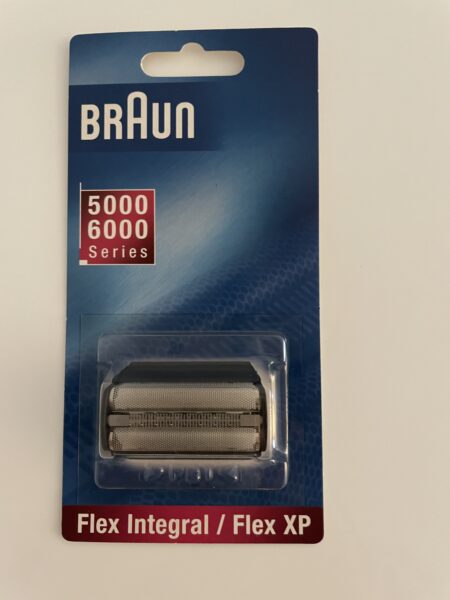 BRAUN
5000
6000
Series
Flex Integral / Flex XP